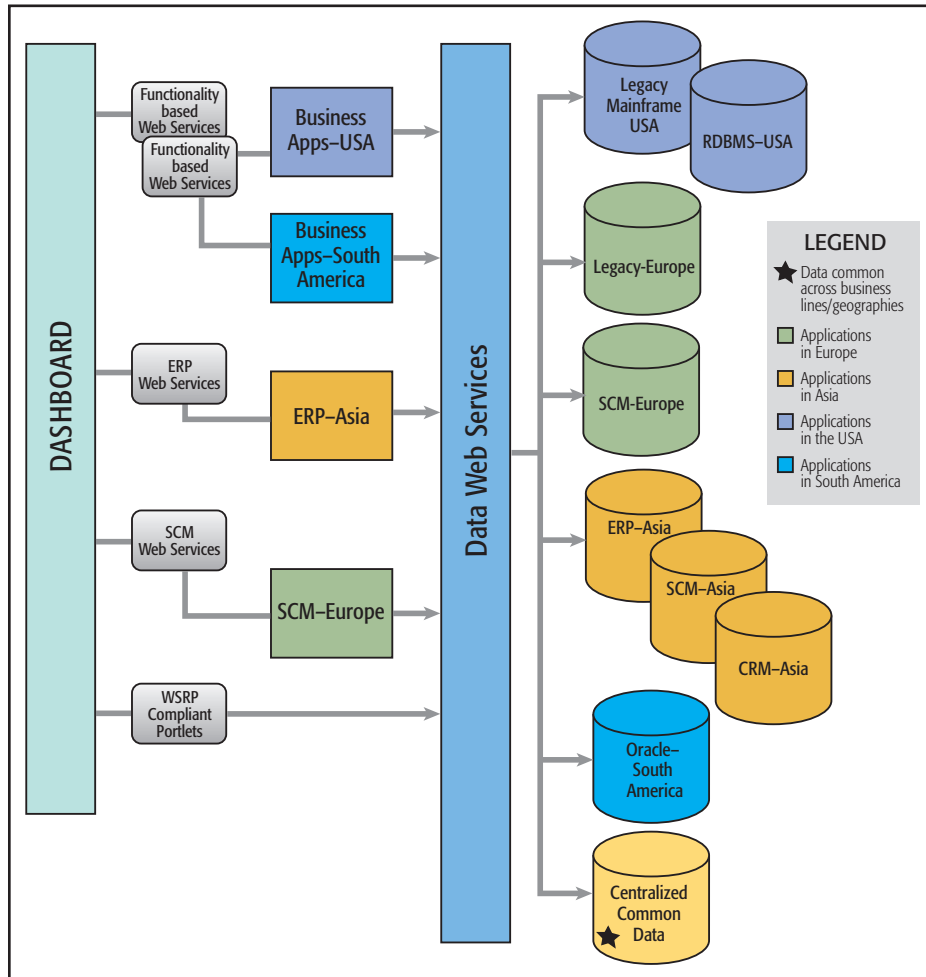 DASHBOARD
Functionality
based
Web Services
Functionality
based
Web Services
ERP
Web Services
SCM
Web Services
WSRP
Compliant
Portlets
Business
Apps–USA
Business
Apps–South
America
ERP–Asia
SCM–Europe
Data Web Services
Legacy
Mainframe
USA
RDBMS–USA
Legacy-Europe
SCM-Europe
ERP–Asia
SCM–Asia
CRM–Asia
Oracle–
South
America
Centralized
Common
Data
LEGEND
Data common
across business
lines/geographies
Applications
in Europe
Applications
in Asia
Applications
in the USA
Applications
in South America